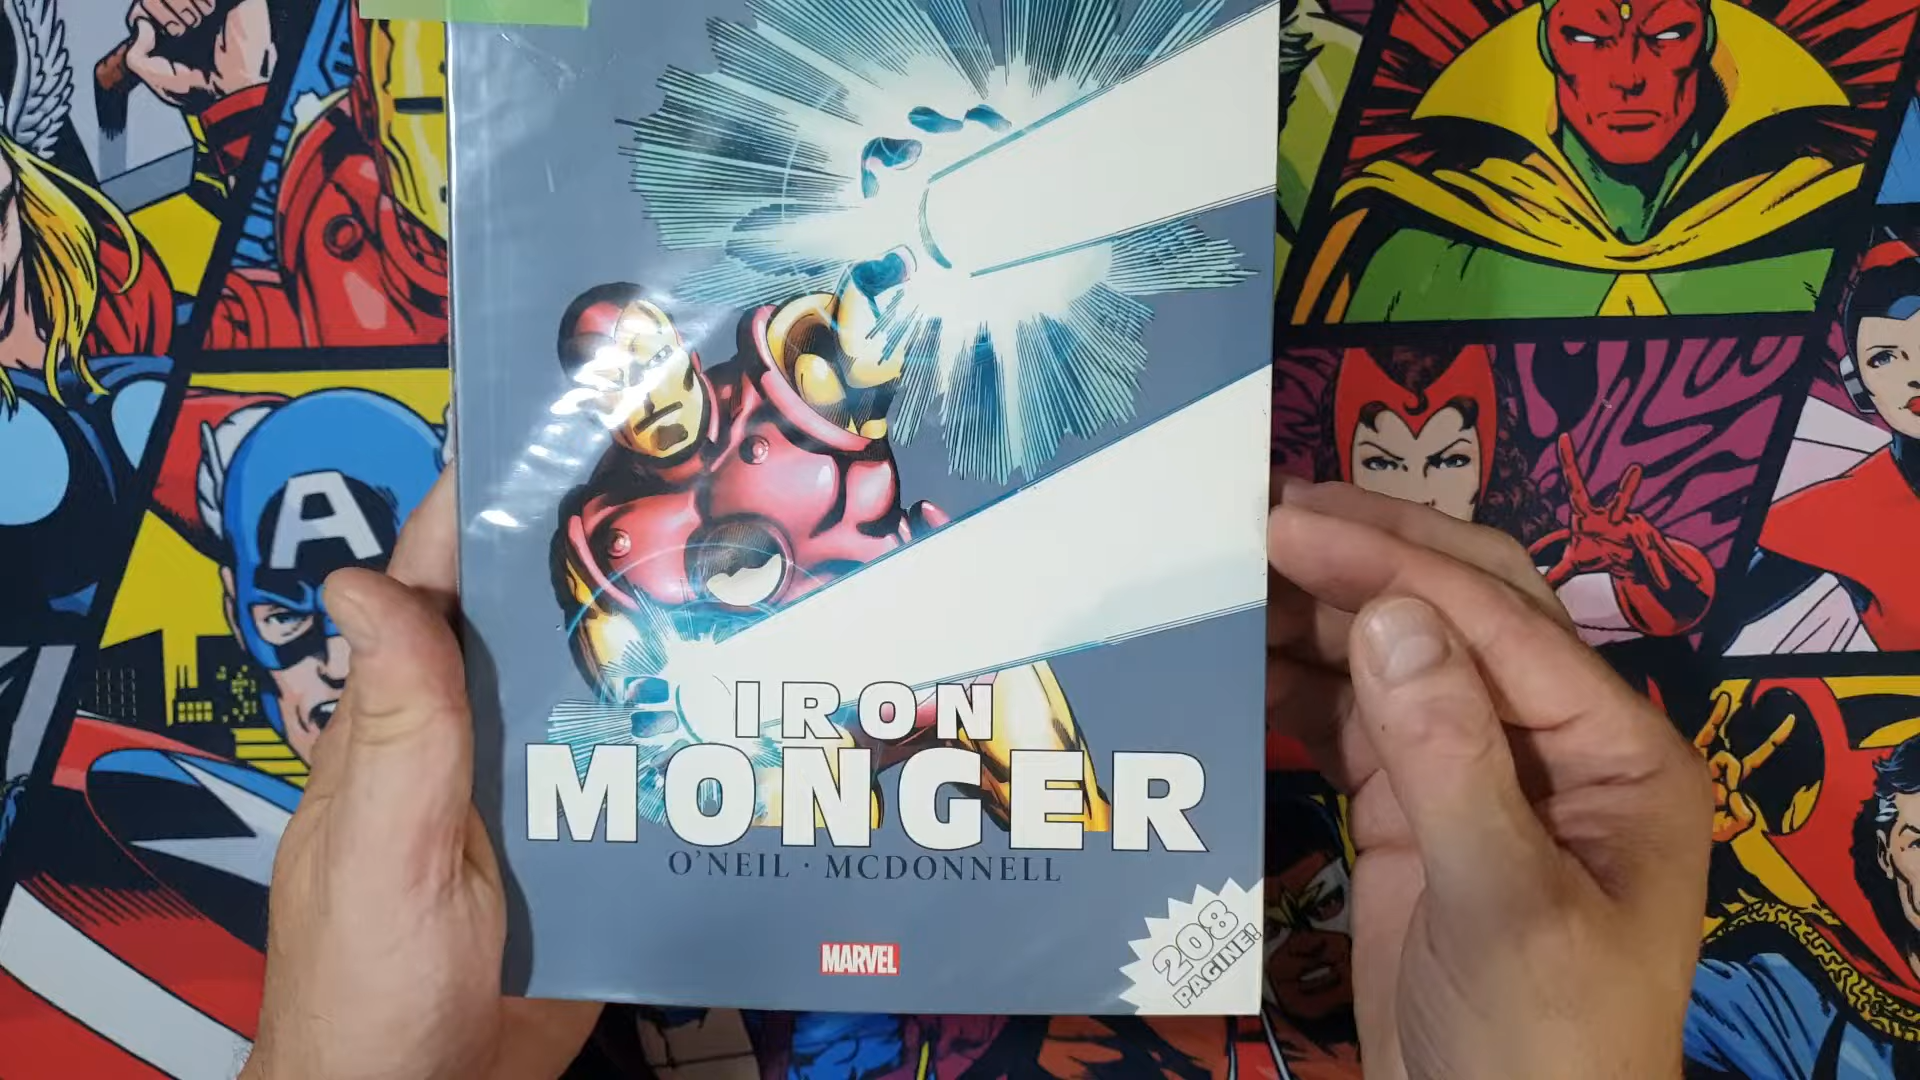 A
IRON
MONGER
O'NEIL · MCDONNELL
MARVEL
208
PAGINE!